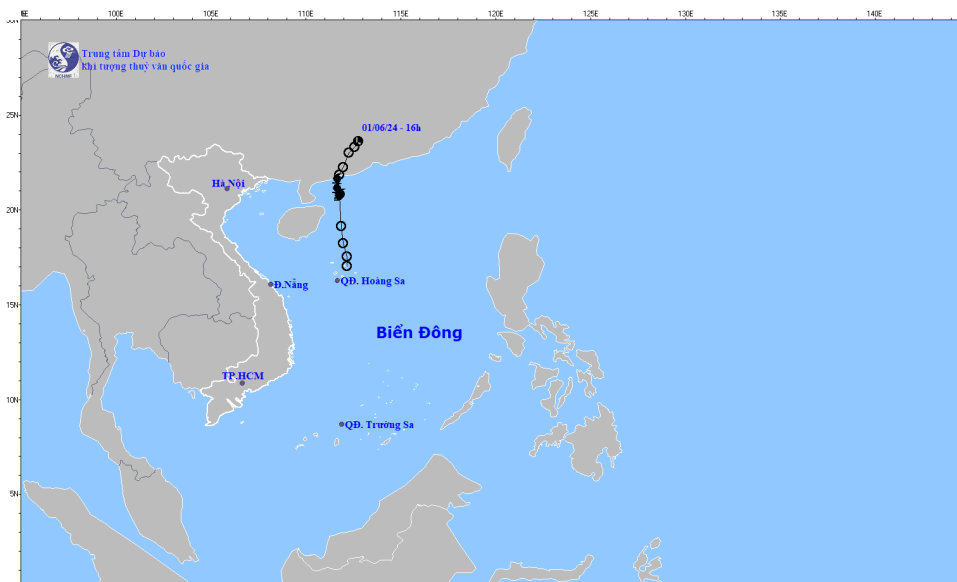 100E
105E
110E
115E
120E
125E
130E
135E
140E
NCHMF
Trung tâm Dự báo
khí tượng thuỷ văn quốc gia
25N
01/06/24 - 16h
L
Hà Nội
20N
QĐ. Hoàng Sa
Đ.Nẵng
15N
Biển Đông
TP.HCM
10N
QĐ. Trường Sa
5N